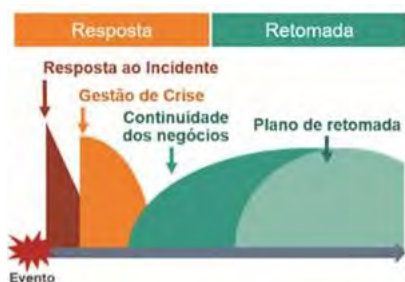 Resposta
Retomada
Resposta ao Incidente
Gestão de Crise
Continuidade
dos negócios
Plano de retomada
Evento